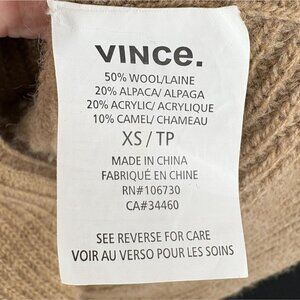 VINCE.
50% WOOL/LAINE
20% ALPACA/ ALPAGA
20% ACRYLIC/ ACRYLIQUE
10% CAMEL/ CHAMEAU
XS / TP
MADE IN CHINA
FABRIQUÉ EN CHINE
RN#106730
CA#34460
SEE REVERSE FOR CARE
VOIR AU VERSO POUR LES SOINS